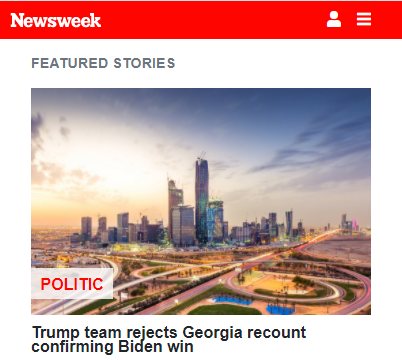 Newsweek
FEATURED STORIES
POLITIC
Trump team rejects Georgia recount
confirming Biden win